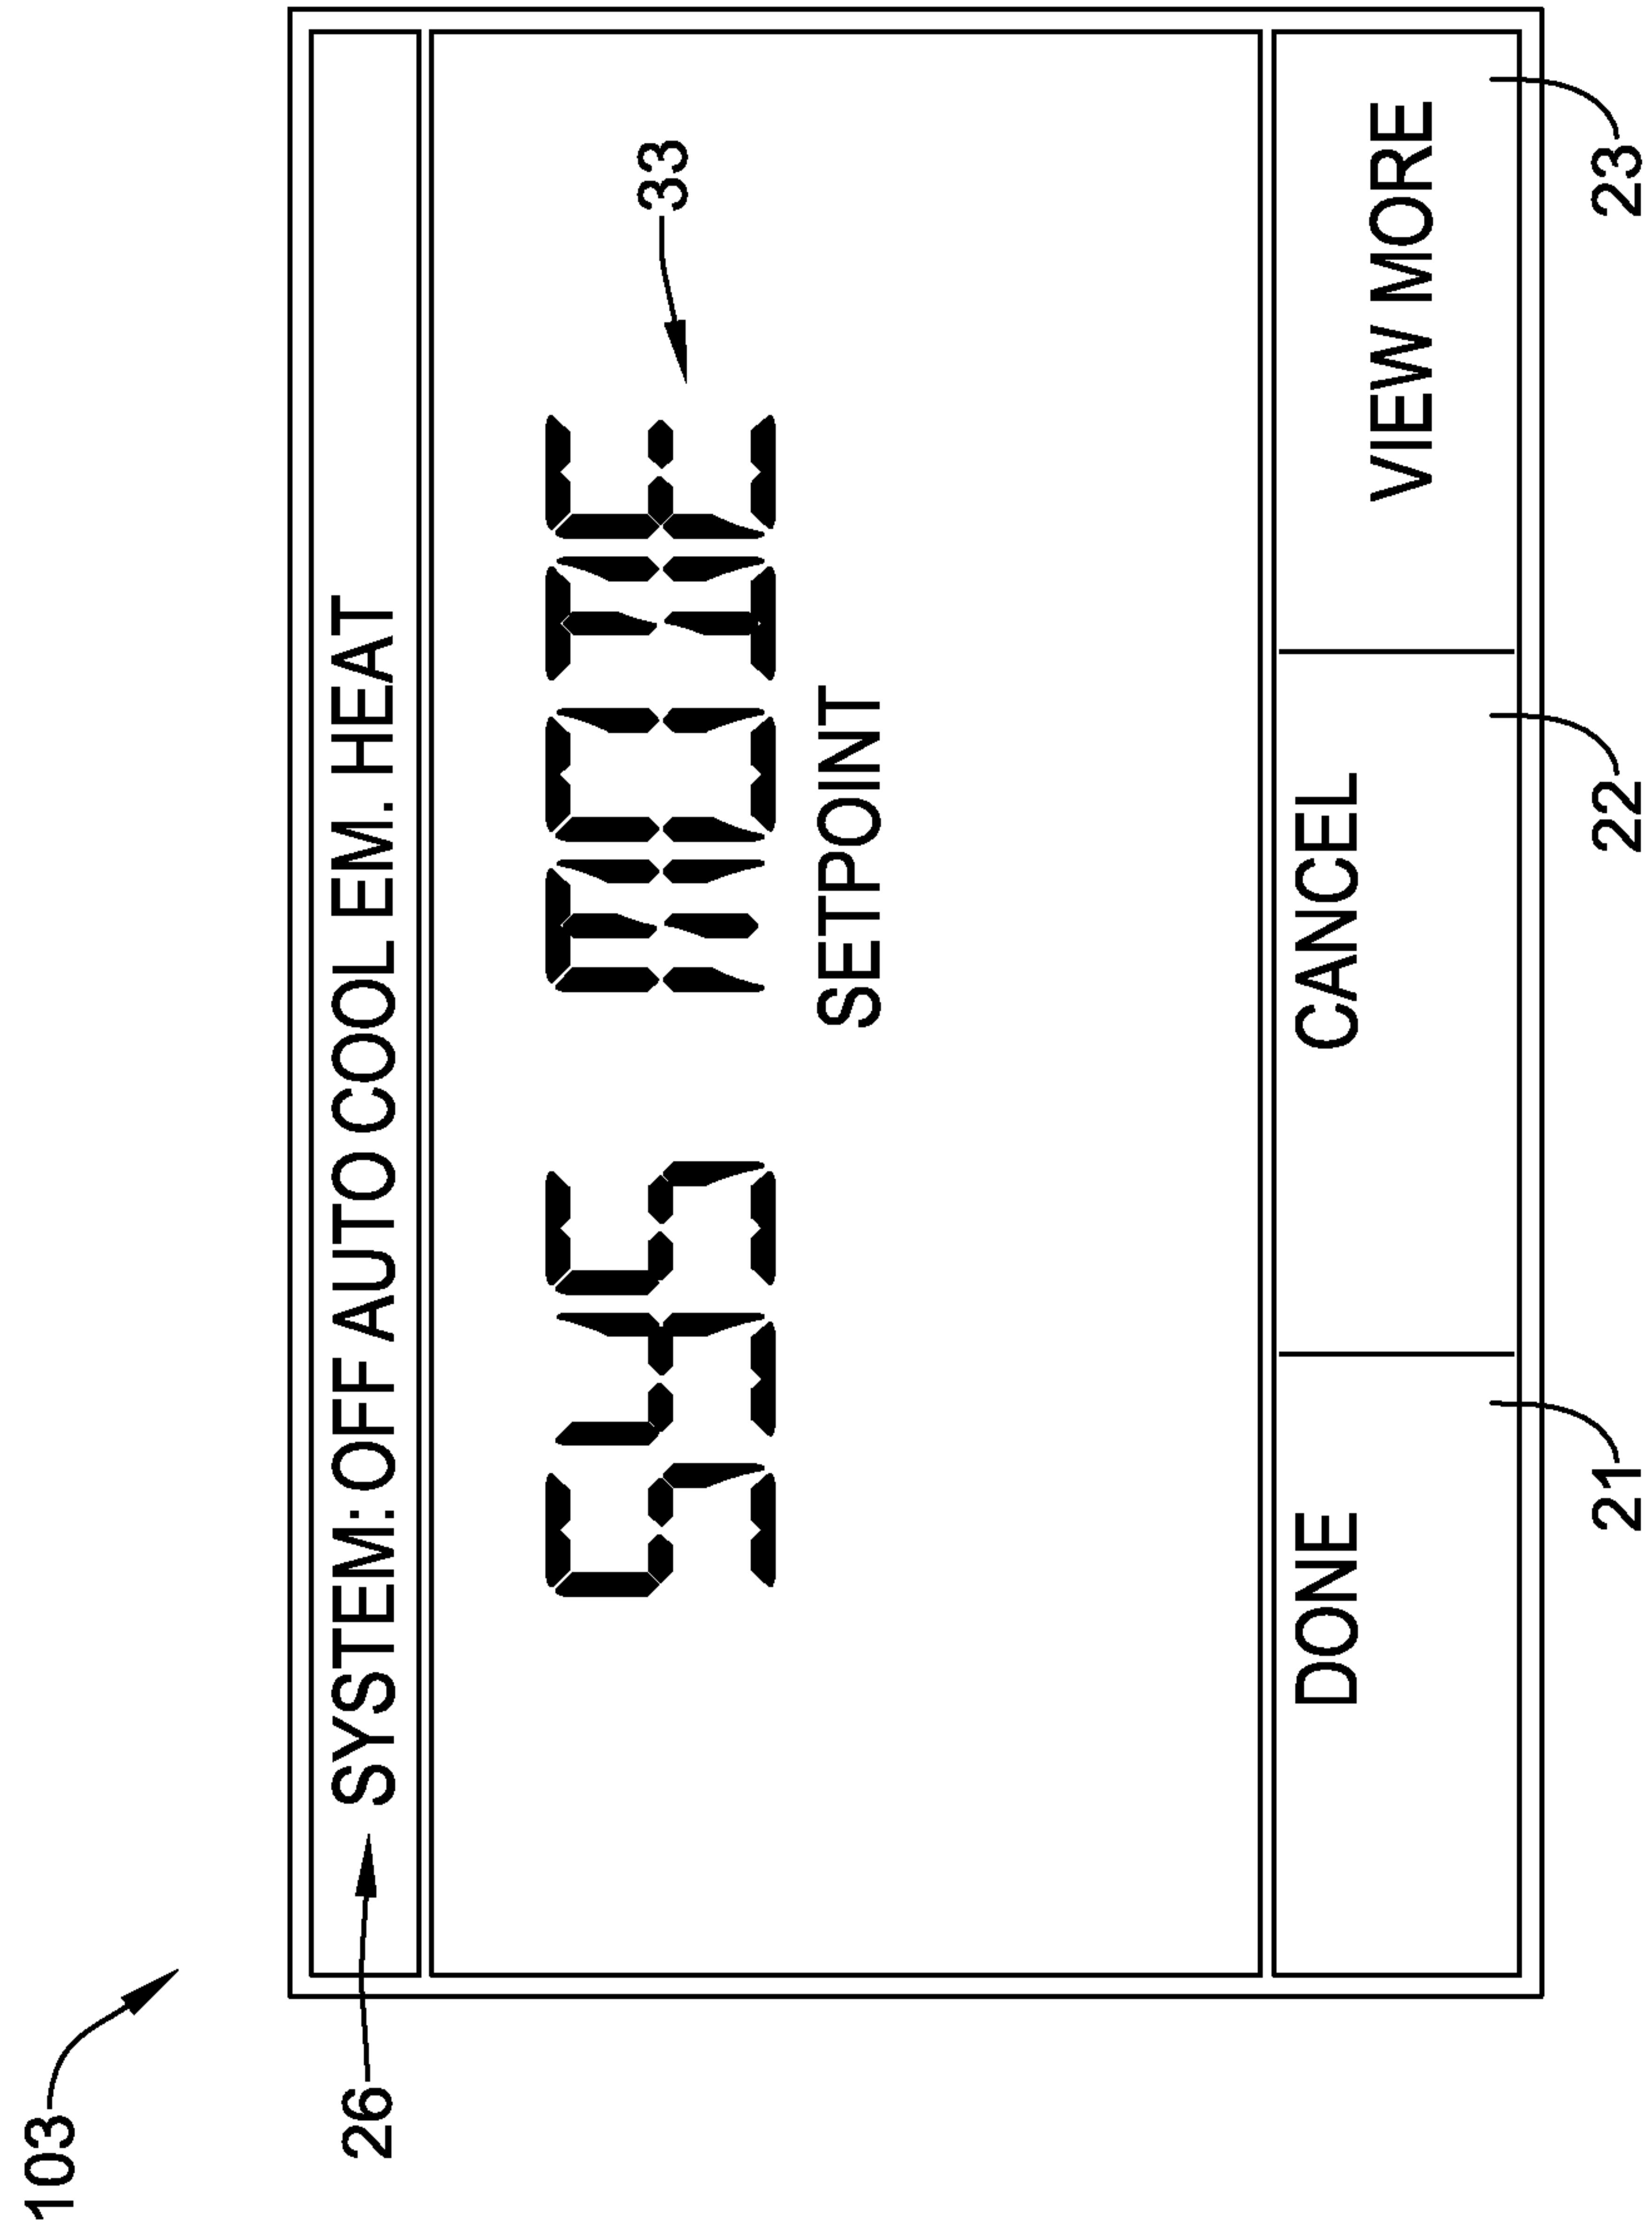 103
26
SYSTEM: OFF AUTO COOL EM. HEAT
SYS MODE
33
SETPOINT
DONE
CANCEL
VIEW MORE
21
22
23